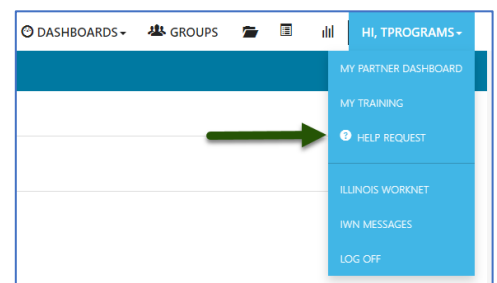 DASHBOARDS GROUPS HI, TPROGRAMS
MY PARTNER DASHBOARD
MY TRAINING
? HELP REQUEST
ILLINOIS WORKNET
IWN MESSAGES
LOG OFF